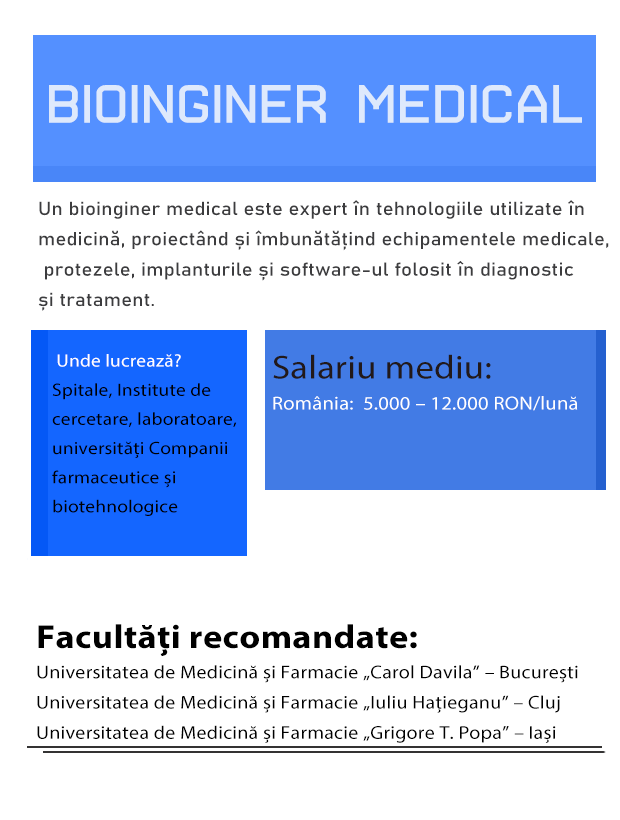 BIOINGINER MEDICAL
Un bioinginer medical este expert în tehnologiile utilizate în
medicină, proiectând și îmbunătățind echipamentele medicale,
protezele, implanturile și software-ul folosit în diagnostic
și tratament.
Unde lucrează?
Spitale, Institute de
cercetare, laboratoare,
universități Companii
farmaceutice și
biotehnologice
Salariu mediu:
România: 5.000 – 12.000 RON/lună
Facultăți recomandate:
Universitatea de Medicină și Farmacie „Carol Davila” – București
Universitatea de Medicină și Farmacie „Iuliu Hațieganu” – Cluj
Universitatea de Medicină și Farmacie „Grigore T. Popa” – Iași